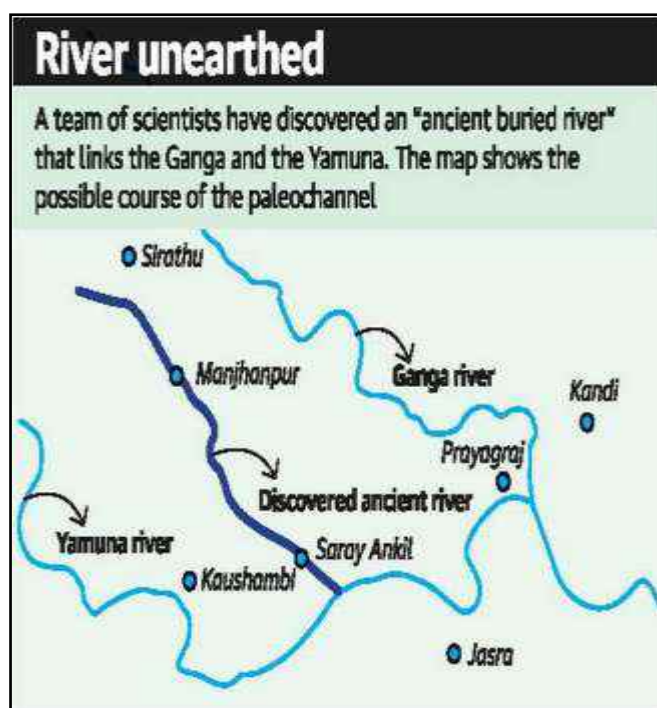 River unearthed
A team of scientists have discovered an "ancient buried river"
that links the Ganga and the Yamuna. The map shows the
possible course of the paleochannel
Sirathu
Manjhanpur
Ganga river
Kandi
Prayagraj
Discovered ancient river
Yamuna river
Saray Ankil
Kaushambi
Jasra